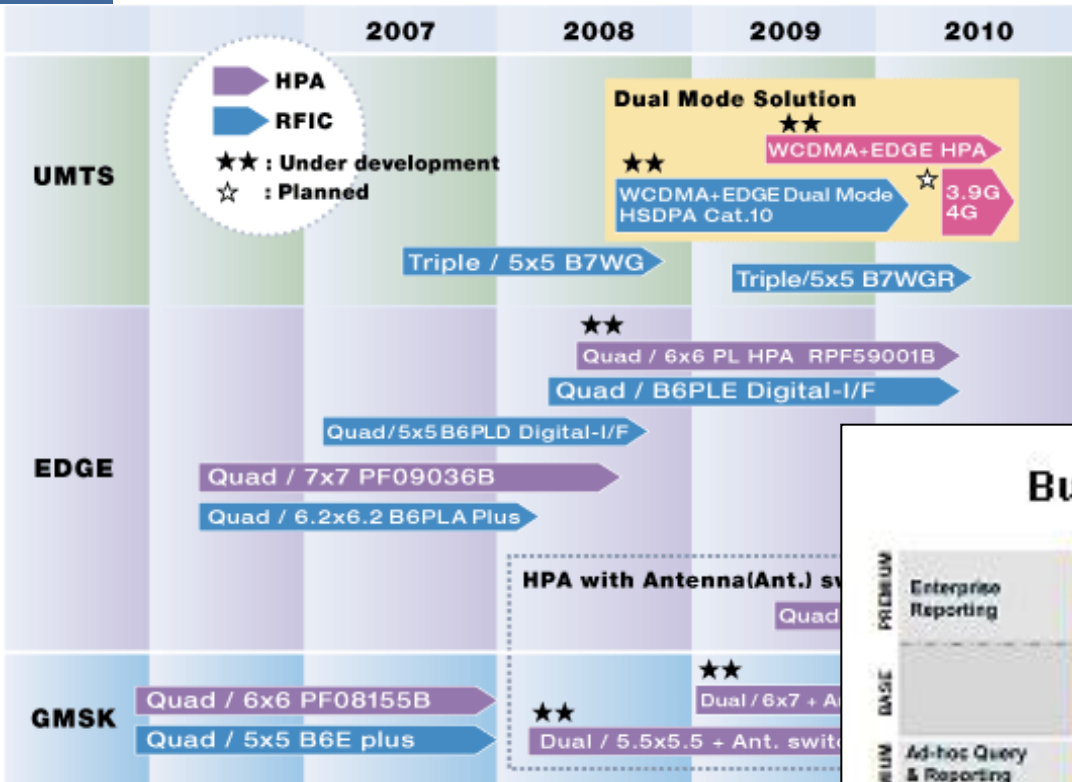 2007 2008 2009 2010
HPA
RFIC
★★ : Under development
☆ : Planned
UMTS
Dual Mode Solution
★★
WCDMA+EDGE HPA
★★
WCDMA+EDGE Dual Mode
HSDPA Cat.10
☆
3.9G
4G
Triple / 5x5 B7WG
Triple/5x5 B7WGR
EDGE
★★
Quad / 6x6 PL HPA RPF59001B
Quad / B6PLE Digital-I/F
Quad/5x5 B6PLD Digital-I/F
Quad / 7x7 PF09036B
Quad / 6.2x6.2 B6PLA Plus
HPA with Antenna(Ant.) sw
Quad
GMSK
Quad / 6x6 PF08155B
Quad / 5x5 B6E plus
★★
Dual / 6x7 + A
★★
Dual / 5.5x5.5 + Ant. switc
Bu
PREMIUM
Enterprise
Reporting
BASE
Ad-hoc Query
& Reporting